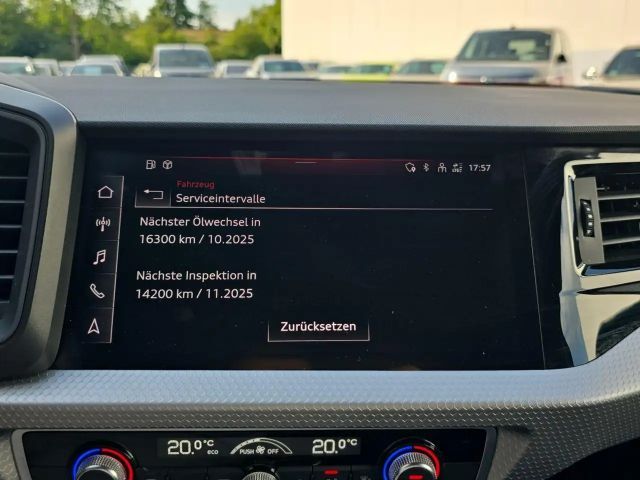 17:57
Fahrzeug
Serviceintervalle
Nächster Ölwechsel in
16300 km / 10.2025
Nächste Inspektion in
14200 km / 11.2025
Zurücksetzen
20.0°C eco PUSH OFF 20.0°C